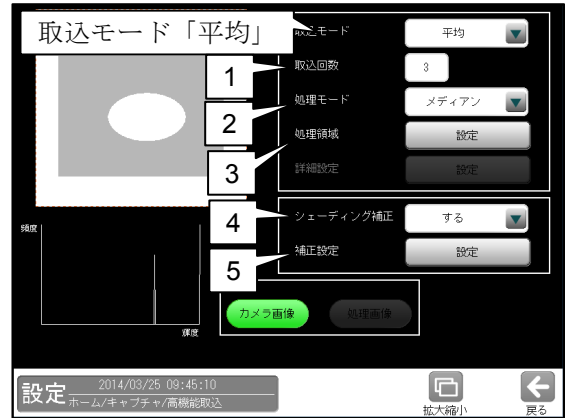 取込モード「平均」
取込モード 平均
1 取込回数 3
2 処理モード メディアン
3 処理領域 設定
詳細設定 設定
4 シェーディング補正 する
5 補正設定 設定
頻度
輝度
カメラ画像 処理画像
設定 2014/03/25 09:45:10
ホーム/キャプチャ/高機能取込
拡大縮小 戻る